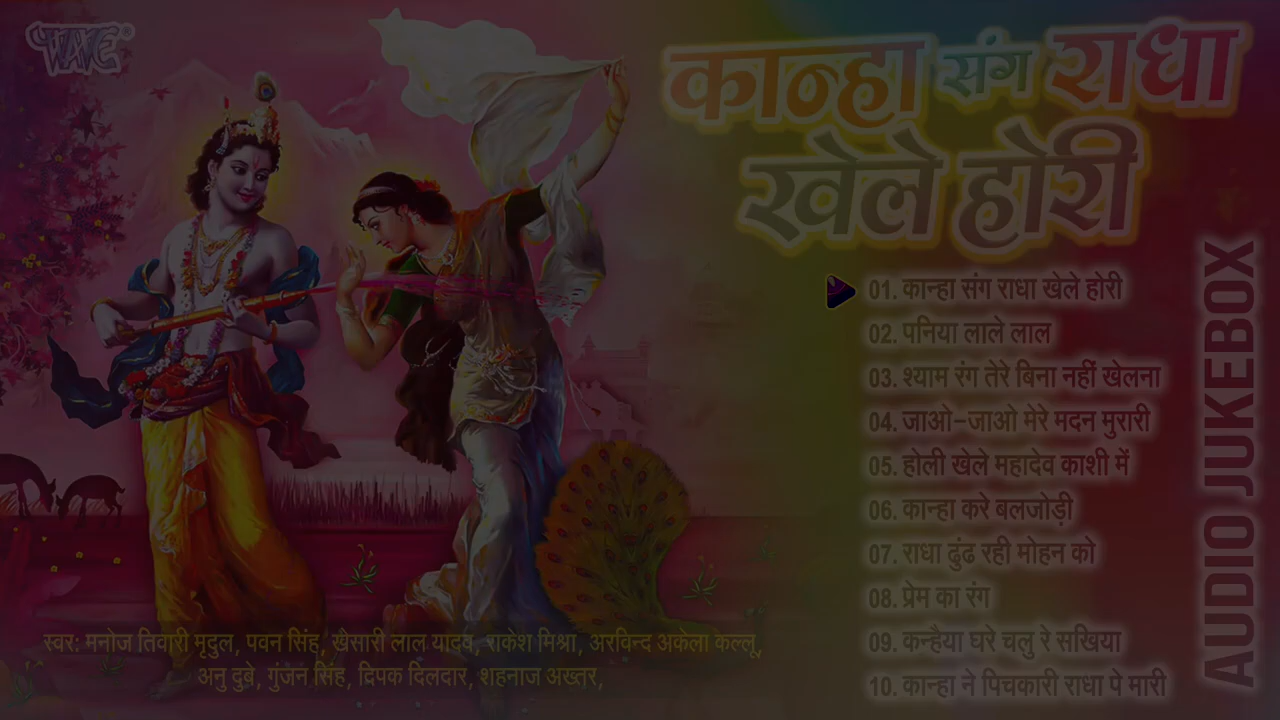 WAVE
कान्हा संग राधा
खेले होरी
01. कान्हा संग राधा खेले होरी
02. पनिया लाले लाल
03. श्याम रंग तेरे बिना नहीं खेलना
04. जाओ-जाओ मेरे मदन मुरारी
05. होली खेले महादेव काशी में
06. कान्हा करे बलजोड़ी
07. राधा ढुंढ रही मोहन को
08. प्रेम का रंग
09. कन्हैया घरे चलु रे सखिया
10. कान्हा ने पिचकारी राधा पे मारी
AUDIO JUKEBOX
स्वर: मनोज तिवारी मृदुल, पवन सिंह, खेसारी लाल यादव, राकेश मिश्रा, अरविन्द अकेला कल्लू,
अनु दुबे, गुंजन सिंह, दिपक दिलदार, शहनाज अख्तर,